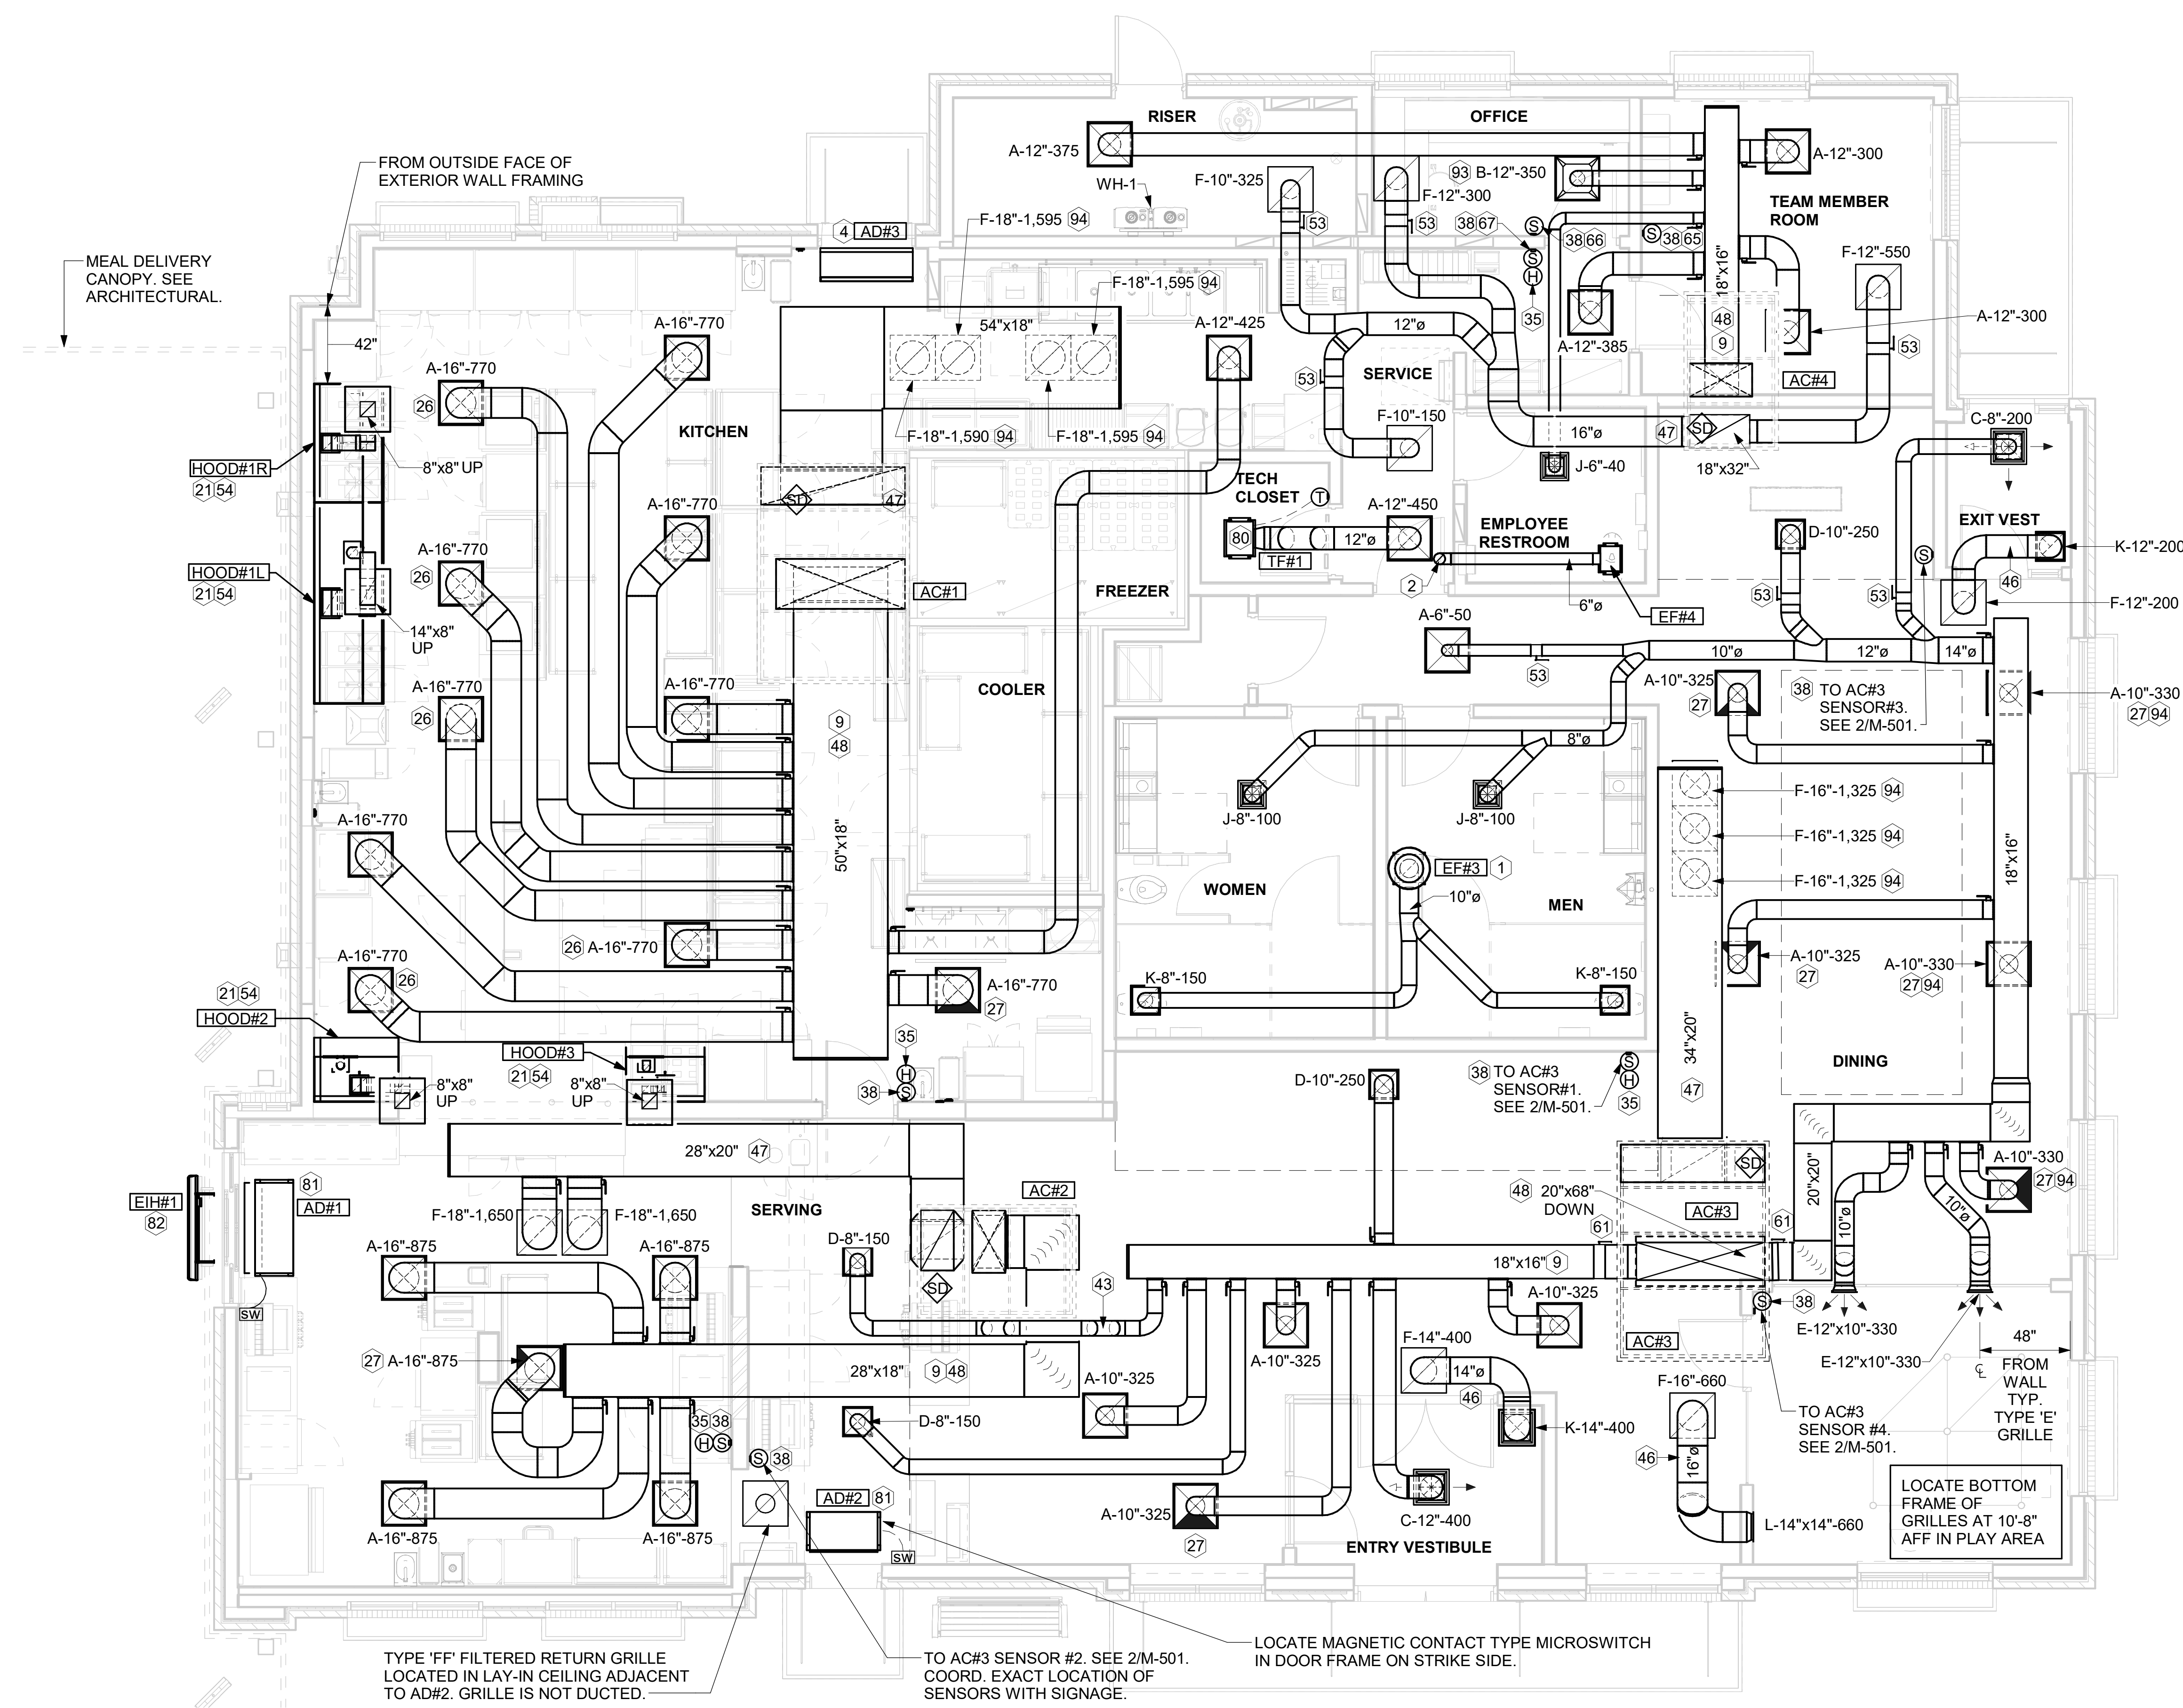 RISER
OFFICE
A-12"-375
A-12"-300
FROM OUTSIDE FACE OF
EXTERIOR WALL FRAMING
WH-1
F-10"-325
93 B-12"-350
F-12"-300
TEAM MEMBER
ROOM
F-18"-1,595 94
4 AD#3
53
53
38 67
S
38 66
S 38 65
F-12"-550
MEAL DELIVERY
CANOPY. SEE
ARCHITECTURAL.
S
H
18"x16"
F-18"-1,595 94
A-12"-425
A-16"-770
54"x18"
12"ø
35
48
9
A-12"-300
42"
A-12"-385
53
A-16"-770
26
53
SERVICE
AC#4
KITCHEN
F-18"-1,590 94
F-18"-1,595 94
F-10"-150
16"ø
47
SD
C-8"-200
HOOD#1R
21 54
8"x8" UP
J-6"-40
18"x32"
SD
47
TECH
CLOSET
T
A-16"-770
A-12"-450
EMPLOYEE
RESTROOM
EXIT VEST
D-10"-250
80
12"ø
TF#1
S
K-12"-200
A-16"-770
26
HOOD#1L
21 54
AC#1
FREEZER
2
6"ø
EF#4
53
53
46
F-12"-200
14"x8"
UP
A-6"-50
53
10"ø
12"ø
14"ø
COOLER
A-16"-770
26
A-16"-770
A-10"-325
27
38 TO AC#3
SENSOR#3.
SEE 2/M-501.
A-10"-330
27 94
9
48
8"ø
J-8"-100
J-8"-100
F-16"-1,325 94
F-16"-1,325 94
F-16"-1,325 94
A-16"-770
50"x18"
18"x16"
WOMEN
EF#3 1
10"ø
MEN
26 A-16"-770
A-10"-325
27
A-10"-330
27 94
A-16"-770
26
A-16"-770
27
K-8"-150
K-8"-150
21 54
HOOD#2
34"x20"
47
35
H
S
38
HOOD#3
21 54
8"x8"
UP
8"x8"
UP
D-10"-250
38 TO AC#3
SENSOR#1.
SEE 2/M-501.
S
H
35
DINING
28"x20" 47
SD
A-10"-330
27 94
EIH#1
82
81
AD#1
SW
F-18"-1,650
F-18"-1,650
SERVING
AC#2
48 20"x68"
DOWN
61
AC#3
61
20"x20"
10"ø
10"ø
A-16"-875
A-16"-875
D-8"-150
SD
43
18"x16" 9
S 38
A-10"-325
E-12"x10"-330
48"
27 A-16"-875
28"x18"
9 48
A-10"-325
F-14"-400
14"ø
46
AC#3
E-12"x10"-330
℄
FROM
WALL
TYP.
TYPE 'E'
GRILLE
A-10"-325
F-16"-660
35 38
H S
D-8"-150
K-14"-400
TO AC#3
SENSOR #4.
SEE 2/M-501.
S 38
46
16"ø
AD#2 81
SW
A-16"-875
A-16"-875
A-10"-325
27
C-12"-400
L-14"x14"-660
ENTRY VESTIBULE
LOCATE BOTTOM
FRAME OF
GRILLES AT 10'-8"
AFF IN PLAY AREA
TYPE 'FF' FILTERED RETURN GRILLE
LOCATED IN LAY-IN CEILING ADJACENT
TO AD#2. GRILLE IS NOT DUCTED.
TO AC#3 SENSOR #2. SEE 2/M-501.
COORD. EXACT LOCATION OF
SENSORS WITH SIGNAGE.
LOCATE MAGNETIC CONTACT TYPE MICROSWITCH
IN DOOR FRAME ON STRIKE SIDE.